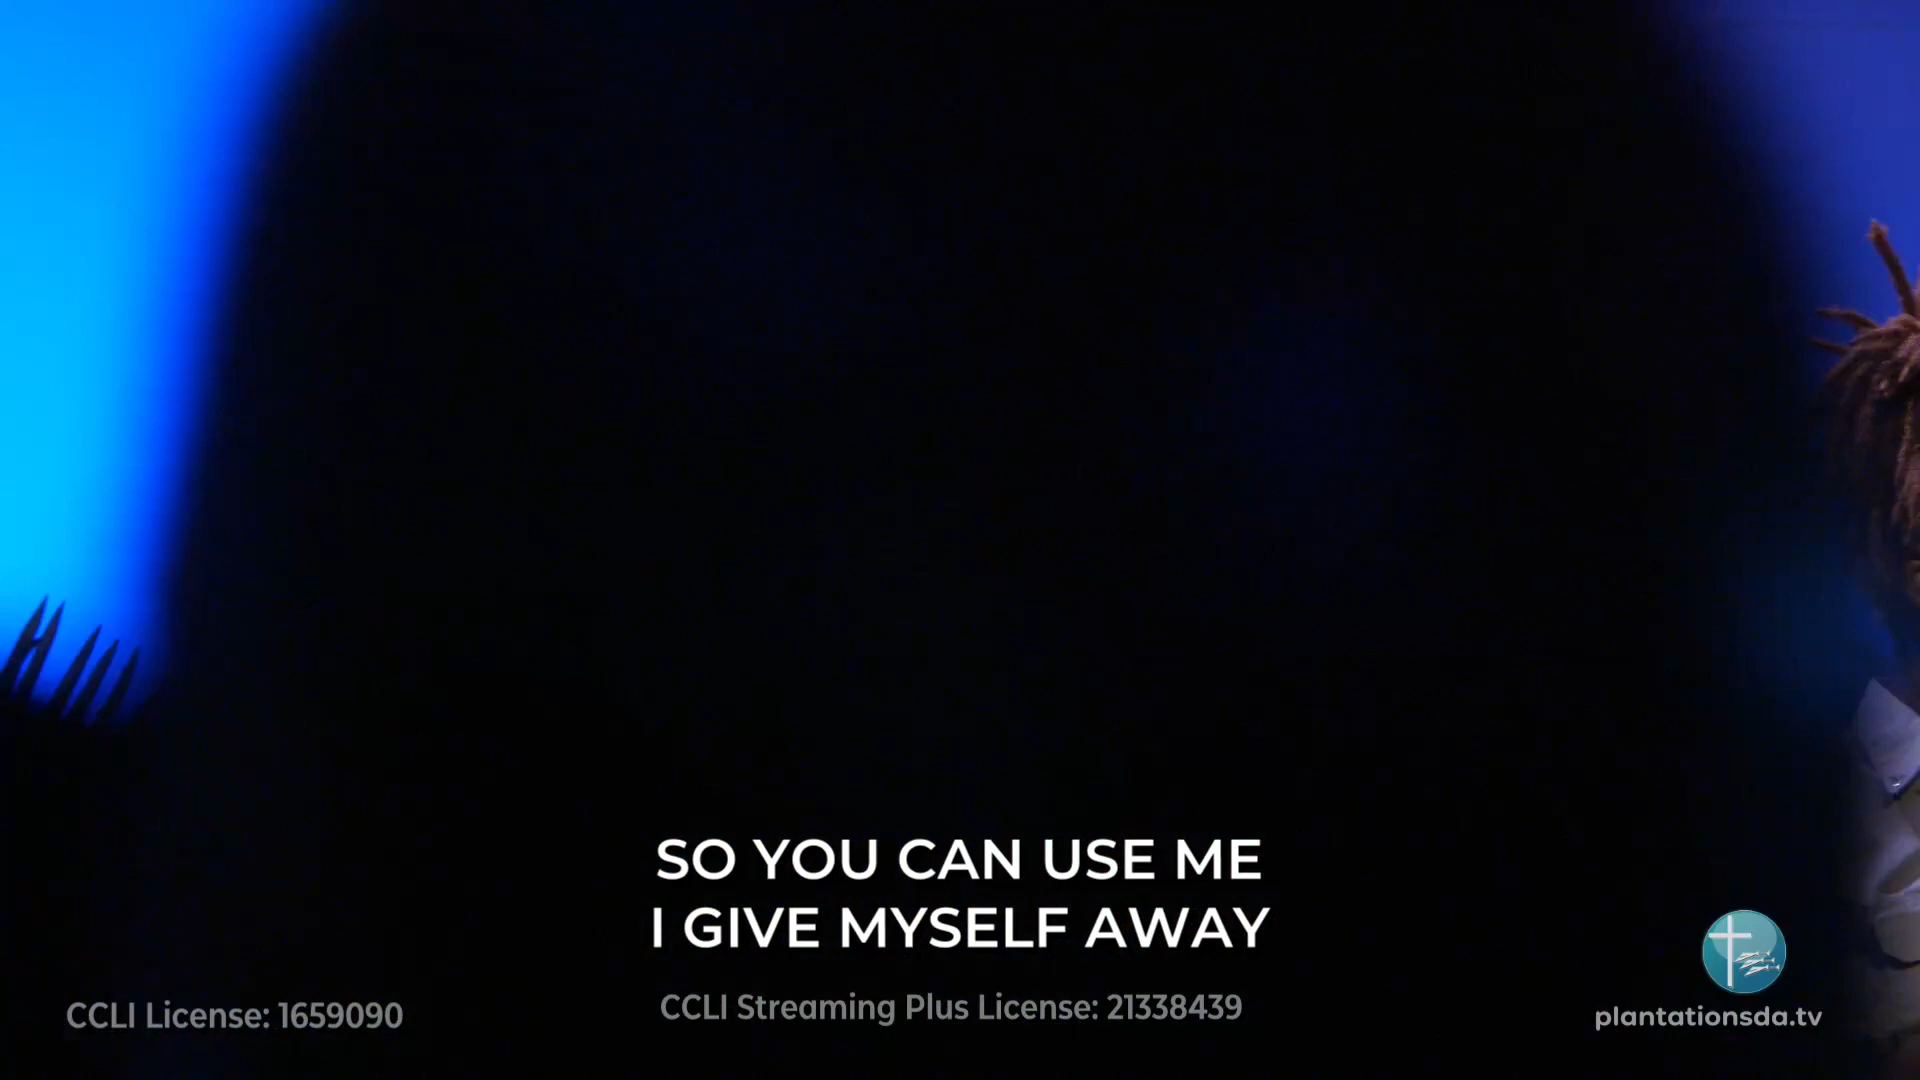 SO YOU CAN USE ME
I GIVE MYSELF AWAY
CCLI License: 1659090
CCLI Streaming Plus License: 21338439
plantationsda.tv